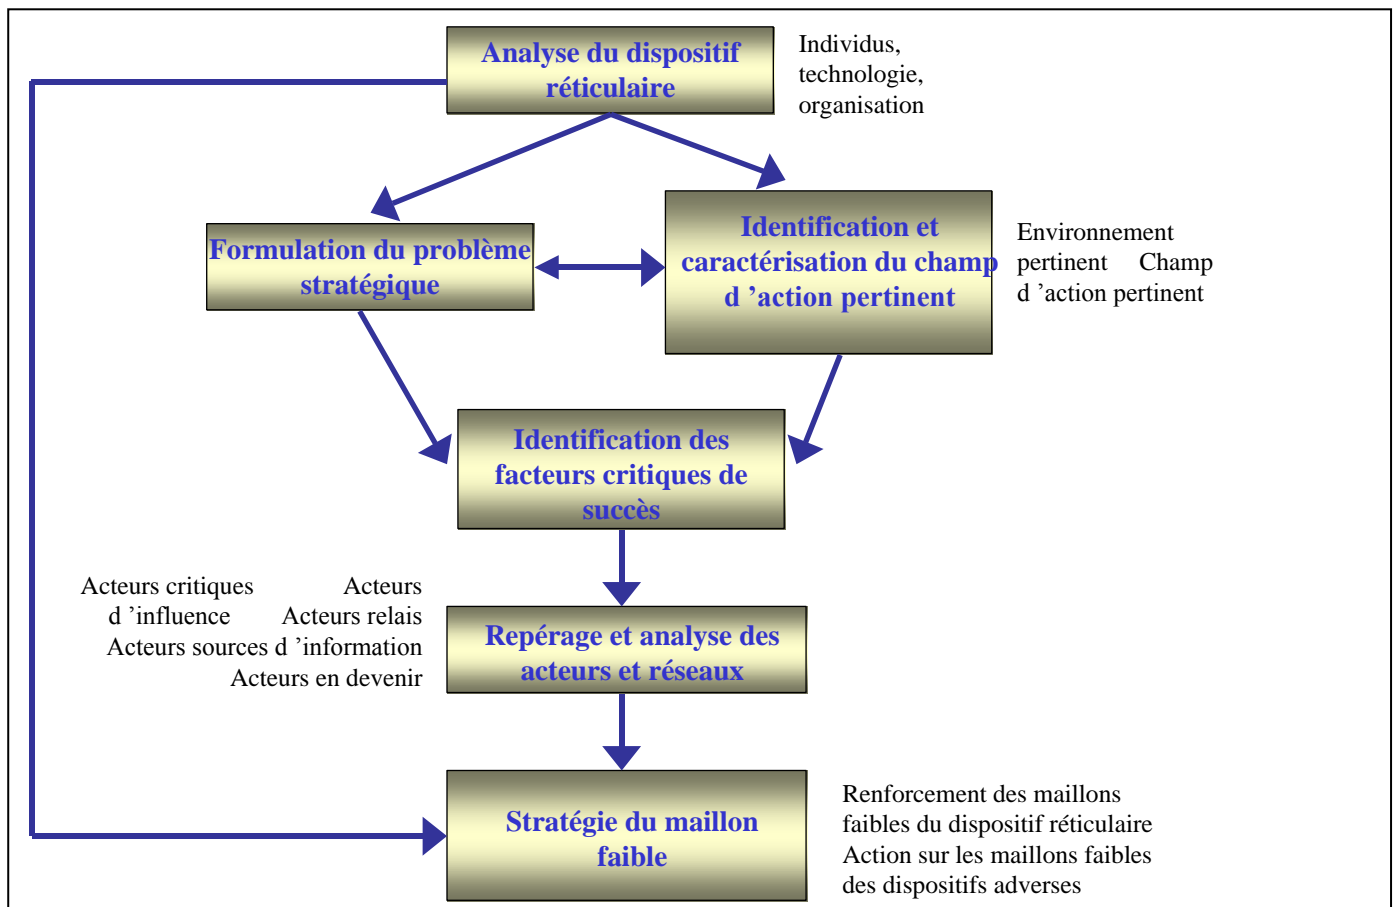 Analyse du dispositif
réticulaire
Individus,
technologie,
organisation
Formulation du problème
stratégique
Identification et
caractérisation du champ
d ’action pertinent
Environnement
pertinent Champ
d ’action pertinent
Identification des
facteurs critiques de
succès
Acteurs critiques Acteurs
d ’influence Acteurs relais
Acteurs sources d ’information
Acteurs en devenir
Repérage et analyse des
acteurs et réseaux
Stratégie du maillon
faible
Renforcement des maillons
faibles du dispositif réticulaire
Action sur les maillons faibles
des dispositifs adverses